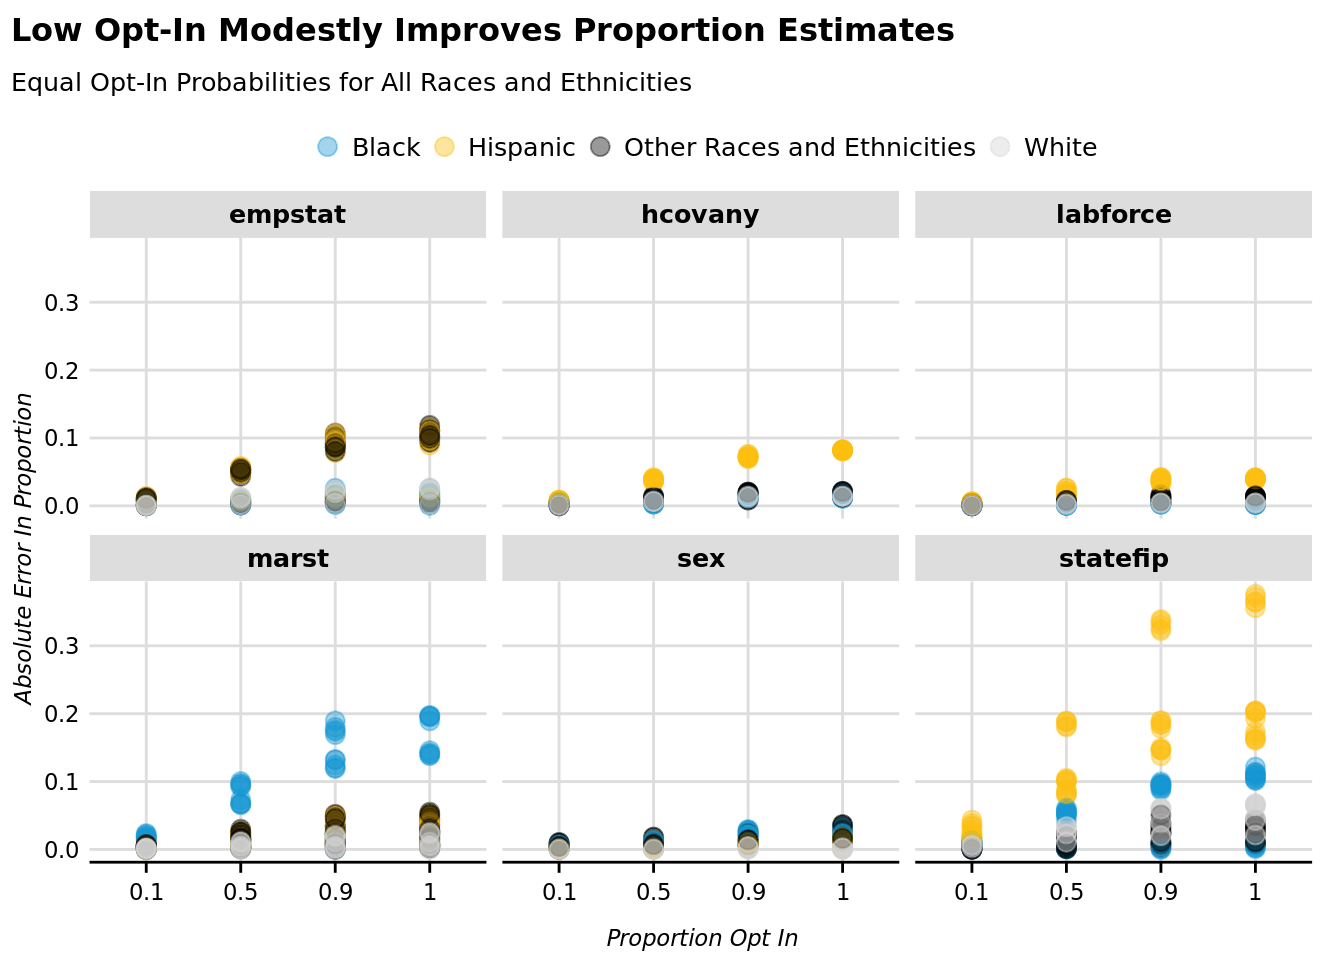 Low Opt-In Modestly Improves Proportion Estimates
Equal Opt-In Probabilities for All Races and Ethnicities
Black Hispanic Other Races and Ethnicities White
empstat hcovany labforce
0.3
0.2
0.1
0.0
marst sex statefip
0.3
0.2
0.1
0.0
Absolute Error In Proportion
0.1 0.5 0.9 1 0.1 0.5 0.9 1 0.1 0.5 0.9 1
Proportion Opt In